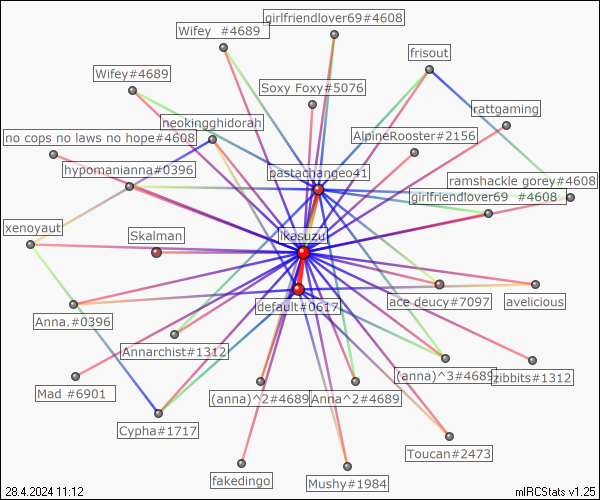 girlfriendlover69#4608
Wifey  #4689
frisout
Wifey#4689
Soxy Foxy#5076
rattgaming
neokingghidorah
AlpineRooster#2156
no cops no laws no hope#4608
hypomanianna#0396
pastachangeo41
ramshackle gorey#4608
girlfriendlover69  #4608
xenoyaut
Skalman
ikasuzu
default#0617
ace deucy#7097
avelicious
Anna.#0396
Annarchist#1312
(anna)^3#4689
zibbits#1312
Mad #6901
(anna)^2#4689
Anna^2#4689
Cypha#1717
Toucan#2473
fakedingo
Mushy#1984
28.4.2024 11:12
mIRCStats v1.25